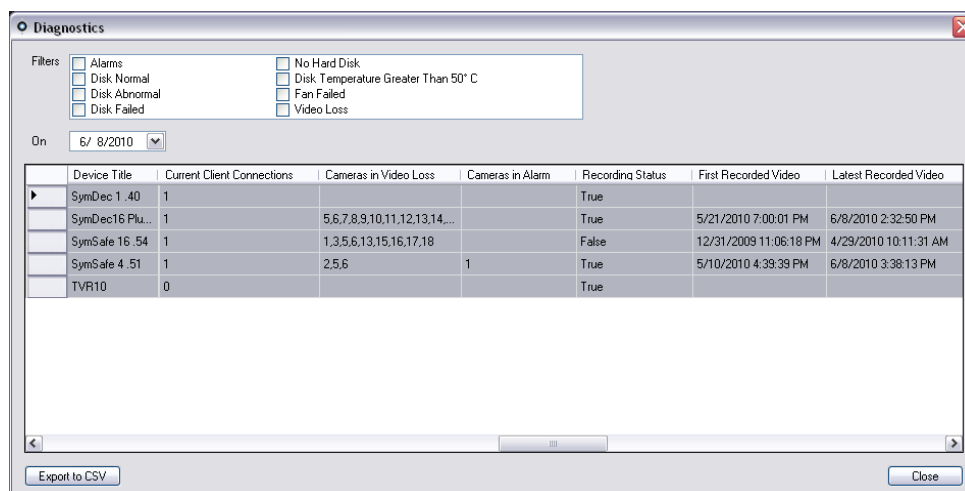 Diagnostics
Filters
Alarms
Disk Normal
Disk Abnormal
Disk Failed
No Hard Disk
Disk Temperature Greater Than 50° C
Fan Failed
Video Loss
On 6/ 8/2010
Device Title Current Client Connections Cameras in Video Loss Cameras in Alarm Recording Status First Recorded Video Latest Recorded Video
SymDec 1 .40 1 True
SymDec16 Plu... 1 5,6,7,8,9,10,11,12,13,14,... True 5/21/2010 7:00:01 PM 6/8/2010 2:32:50 PM
SymSafe 16 .54 1 1,3,5,6,13,15,16,17,18 False 12/31/2009 11:06:18 PM 4/29/2010 10:11:31 AM
SymSafe 4 .51 1 2,5,6 1 True 5/10/2010 4:39:39 PM 6/8/2010 3:38:13 PM
TVR10 0 True
Export to CSV Close